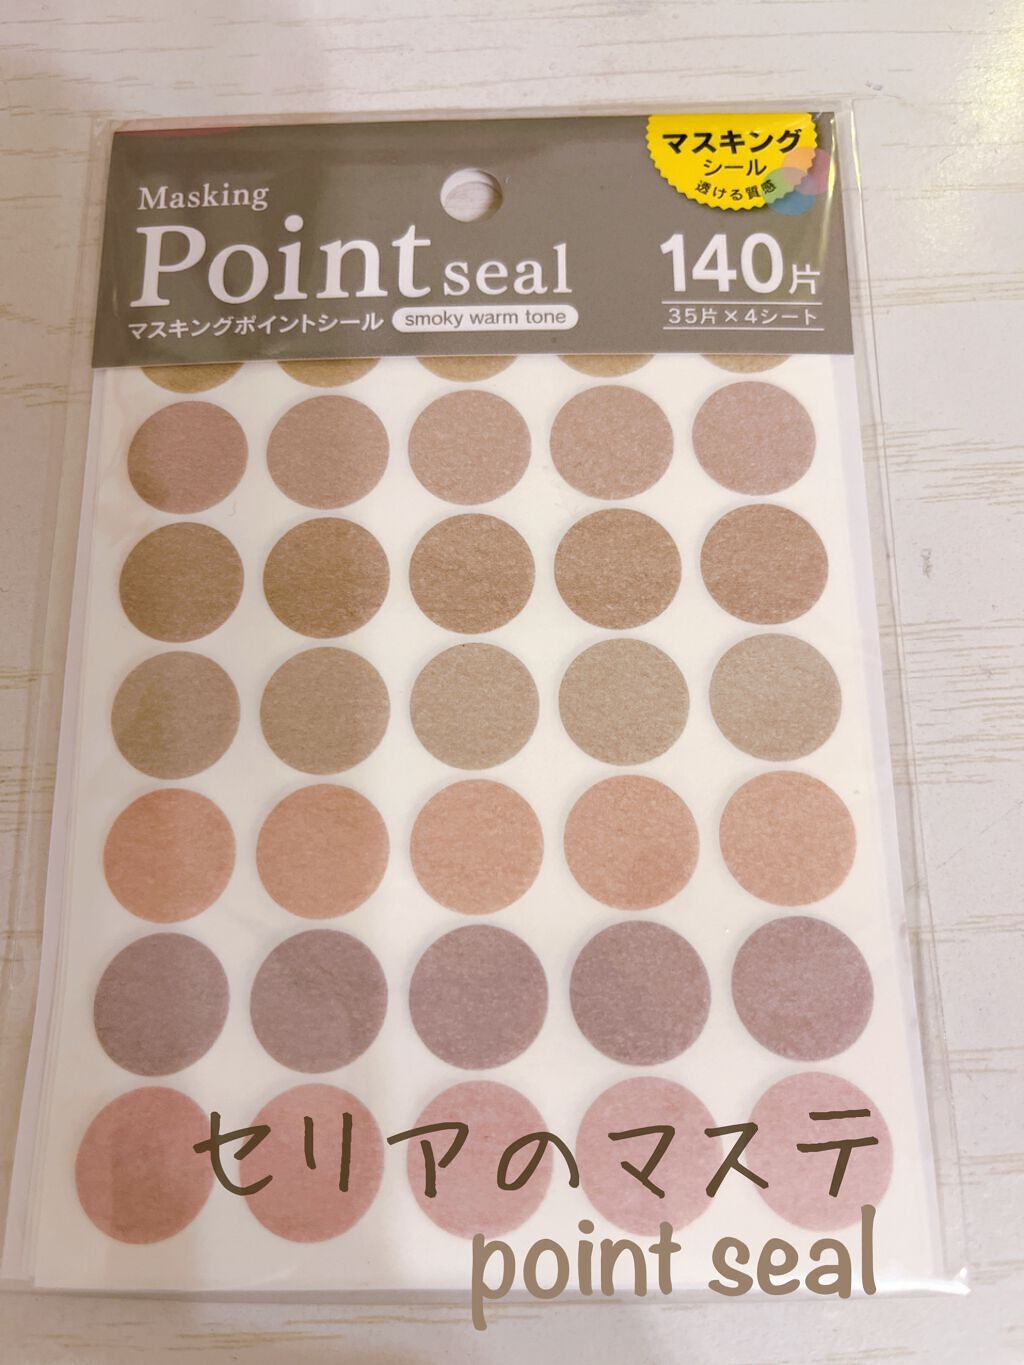 マスキング
シール
透ける質感
Masking
Point seal
140片
マスキングポイントシール smoky warm tone
35片×4シート
セリアのマステ
point seal